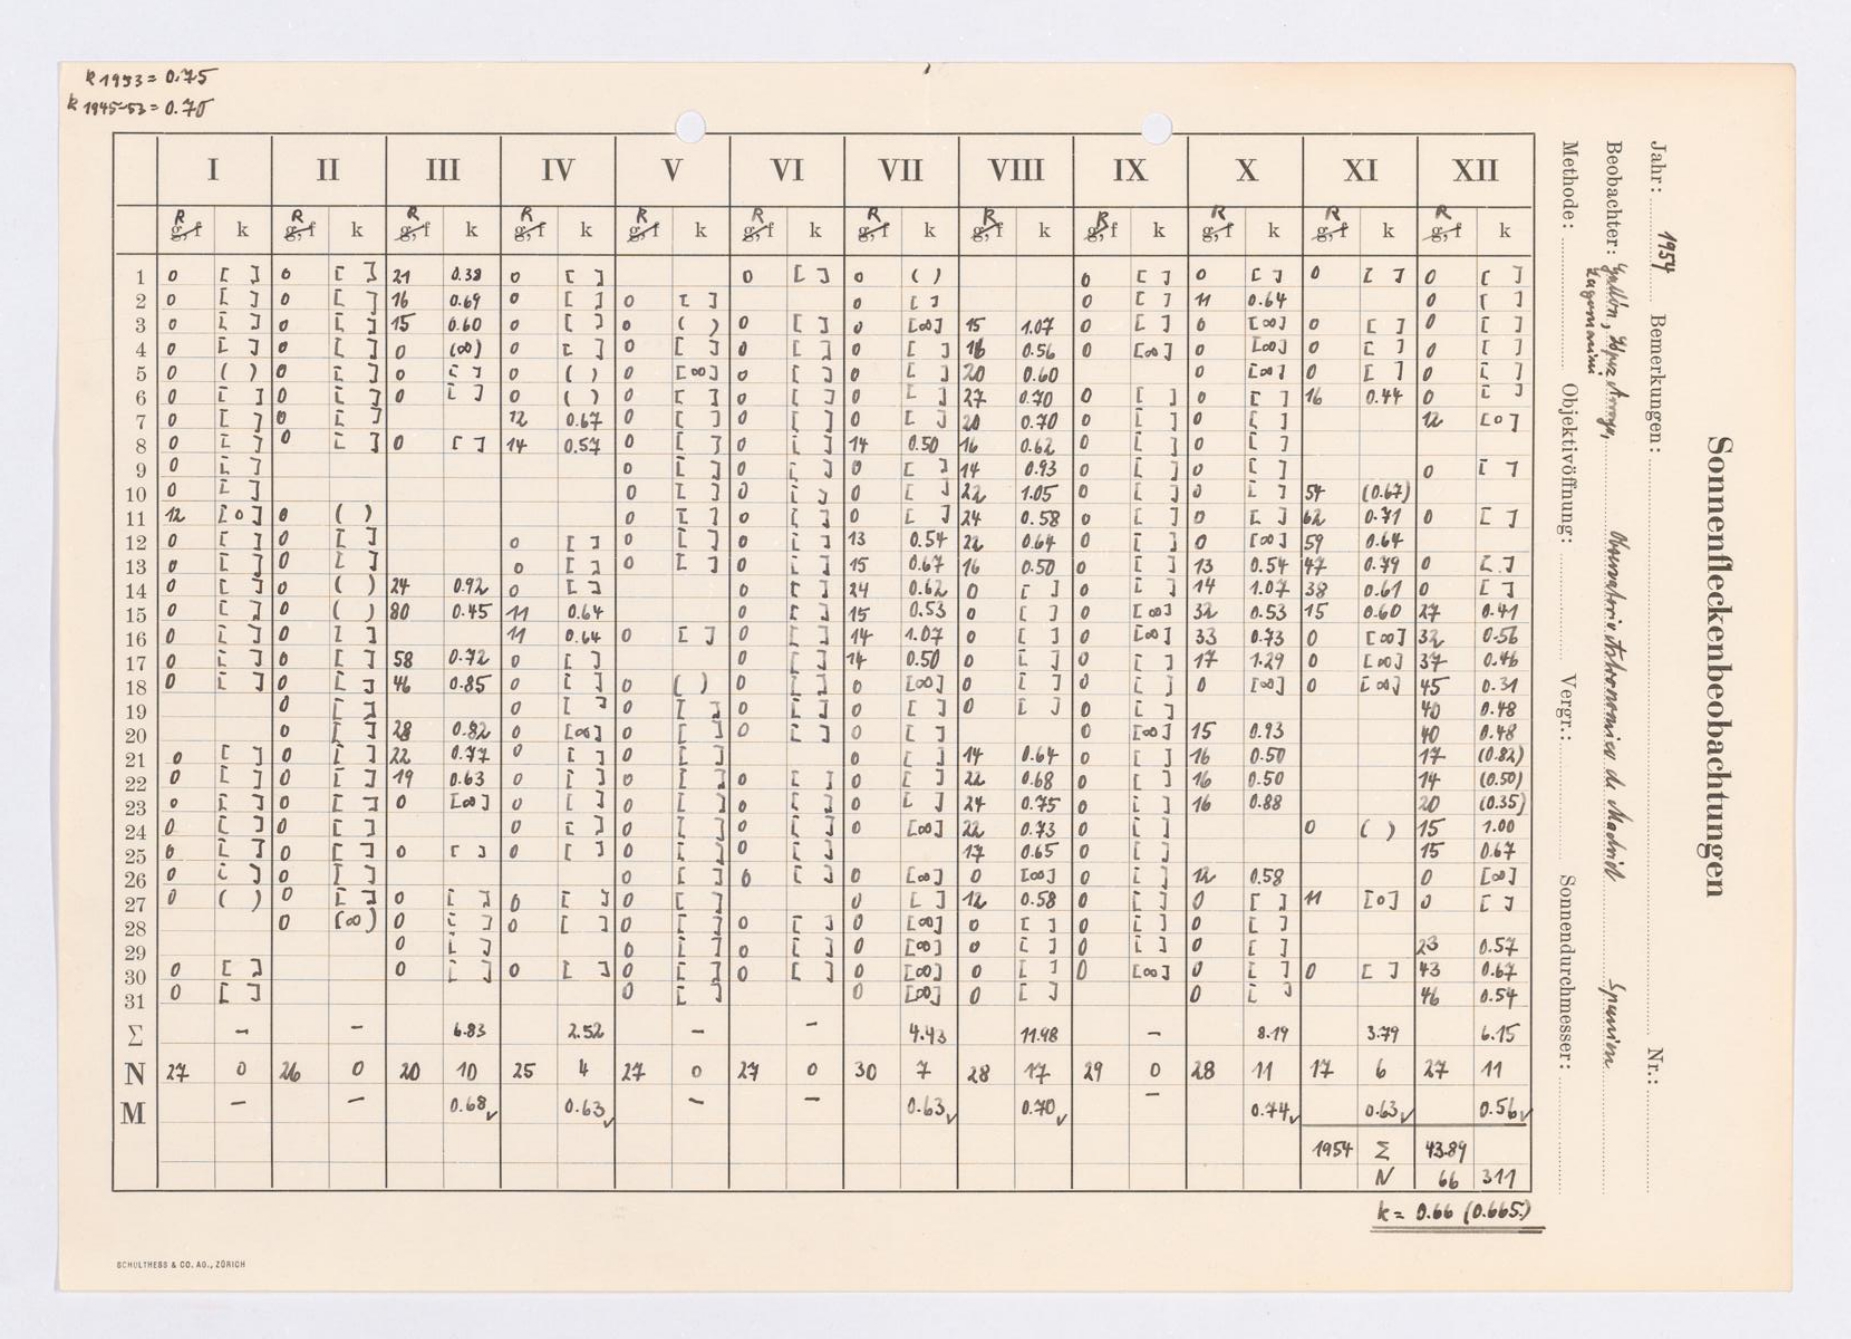 k 1953 = 0.75
k 1945-53 = 0.70
I II III IV V VI VII VIII IX X XI XII
R R R R R R R R R R R R
g,f k g,f k g,f k g,f k g,f k g,f k g,f k g,f k g,f k g,f k g,f k g,f k
1 0 [ ] 0 [ ] 21 0.38 0 [ ] 0 [ ] 0 ( ) 0 [ ] 0 [ ] 0 [ ] 0 [ ]
2 0 [ ] 0 [ ] 16 0.69 0 [ ] 0 [ ] 0 [ ] 0 [ ] 11 0.64 0 [ ]
3 0 [ ] 0 [ ] 15 0.60 0 [ ] 0 ( ) 0 [ ] 0 [∞] 15 1.07 0 [ ] 0 [∞] 0 [ ] 0 [ ]
4 0 [ ] 0 [ ] 0 (∞) 0 [ ] 0 [ ] 0 [ ] 0 [ ] 16 0.56 0 [∞] 0 [∞] 0 [ ] 0 [ ]
5 0 ( ) 0 [ ] 0 [ ] 0 ( ) 0 [∞] 0 [ ] 0 [ ] 20 0.60 0 [∞] 0 [ ] 0 [ ]
6 0 [ ] 0 [ ] 0 [ ] 0 ( ) 0 [ ] 0 [ ] 0 [ ] 27 0.70 0 [ ] 0 [ ] 16 0.44 0 [ ]
7 0 [ ] 0 [ ] 12 0.67 0 [ ] 0 [ ] 0 [ ] 20 0.70 0 [ ] 0 [ ] 12 [0]
8 0 [ ] 0 [ ] 0 [ ] 14 0.57 0 [ ] 0 [ ] 14 0.50 16 0.62 0 [ ] 0 [ ]
9 0 [ ] 0 [ ] 0 [ ] 0 [ ] 14 0.93 0 [ ] 0 [ ] 0 [ ]
10 0 [ ] 0 [ ] 0 [ ] 0 [ ] 22 1.05 0 [ ] 0 [ ] 54 (0.67)
11 12 [0] 0 ( ) 0 [ ] 0 [ ] 0 [ ] 24 0.58 0 [ ] 0 [ ] 62 0.71 0 [ ]
12 0 [ ] 0 [ ] 0 [ ] 0 [ ] 0 [ ] 13 0.54 22 0.64 0 [ ] 0 [∞] 59 0.64
13 0 [ ] 0 [ ] 0 [ ] 0 [ ] 0 [ ] 15 0.67 16 0.50 0 [ ] 13 0.54 47 0.79 0 [ ]
14 0 [ ] 0 ( ) 24 0.92 0 [ ] 0 [ ] 24 0.62 0 [ ] 0 [ ] 14 1.07 38 0.61 0 [ ]
15 0 [ ] 0 ( ) 80 0.45 11 0.64 0 [ ] 15 0.53 0 [ ] 0 [∞] 32 0.53 15 0.60 27 0.41
16 0 [ ] 0 [ ] 11 0.64 0 [ ] 0 [ ] 14 1.07 0 [ ] 0 [∞] 33 0.73 0 [∞] 32 0.56
17 0 [ ] 0 [ ] 58 0.72 0 [ ] 0 [ ] 14 0.50 0 [ ] 0 [ ] 17 1.29 0 [∞] 37 0.46
18 0 [ ] 0 [ ] 46 0.85 0 [ ] 0 ( ) 0 [ ] 0 [∞] 0 [ ] 0 [ ] 0 [∞] 0 [∞] 45 0.31
19 0 [ ] 0 [ ] 0 [ ] 0 [ ] 0 [ ] 0 [ ] 0 [ ] 40 0.48
20 0 [ ] 28 0.82 0 [∞] 0 [ ] 0 [ ] 0 [ ] 0 [∞] 15 0.93 40 0.48
21 0 [ ] 0 [ ] 22 0.77 0 [ ] 0 [ ] 0 [ ] 14 0.64 0 [ ] 16 0.50 17 (0.82)
22 0 [ ] 0 [ ] 19 0.63 0 [ ] 0 [ ] 0 [ ] 0 [ ] 22 0.68 0 [ ] 16 0.50 14 (0.50)
23 0 [ ] 0 [ ] 0 [∞] 0 [ ] 0 [ ] 0 [ ] 0 [ ] 24 0.75 0 [ ] 16 0.88 20 (0.35)
24 0 [ ] 0 [ ] 0 [ ] 0 [ ] 0 [ ] 0 [∞] 22 0.73 0 [ ] 0 ( ) 15 1.00
25 0 [ ] 0 [ ] 0 [ ] 0 [ ] 0 [ ] 0 [ ] 17 0.65 0 [ ] 15 0.67
26 0 [ ] 0 [ ] 0 [ ] 0 [ ] 0 [∞] 0 [∞] 0 [ ] 12 0.58 0 [∞]
27 0 ( ) 0 [ ] 0 [ ] 0 [ ] 0 [ ] 0 [ ] 12 0.58 0 [ ] 0 [ ] 11 [0] 0 [ ]
28 0 [∞) 0 [ ] 0 [ ] 0 [ ] 0 [ ] 0 [∞] 0 [ ] 0 [ ] 0 [ ]
29 0 [ ] 0 [ ] 0 [ ] 0 [∞] 0 [ ] 0 [ ] 0 [ ] 23 0.57
30 0 [ ] 0 [ ] 0 [ ] 0 [ ] 0 [ ] 0 [∞] 0 [ ] 0 [∞] 0 [ ] 0 [ ] 43 0.67
31 0 [ ] 0 [ ] 0 [∞] 0 [ ] 0 [ ] 46 0.54
Σ – – 6.83 2.52 – – 4.43 11.98 – 8.19 3.79 6.15
N 27 0 26 0 20 10 25 4 27 0 27 0 30 7 28 17 29 0 28 11 17 6 27 11
M – – 0.68✓ 0.63✓ – – 0.63✓ 0.70✓ – 0.74✓ 0.63✓ 0.56✓
1954 Σ 43.89
N 66 311
k = 0.66 (0.665)
SCHULTHESS & CO. AG., ZÜRICH
Sonnenfleckenbeobachtungen
Jahr: 1954 Bemerkungen: Nr.:
Beobachter: Gullón, López Arroyo, Observatorio Astronomico de Madrid Spanien
Methode: Objektivöffnung: Vergr.: Sonnendurchmesser: